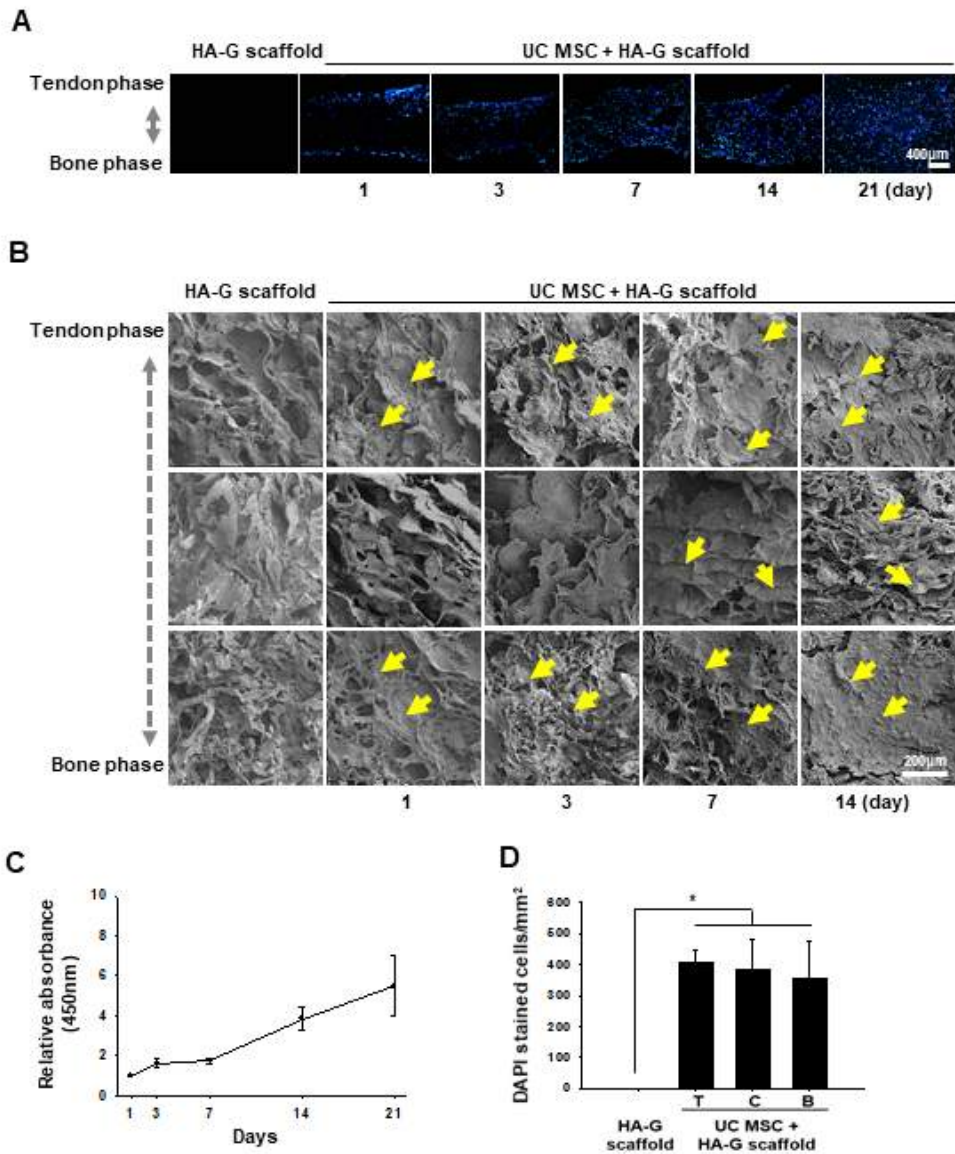 A
HA-G scaffold UC MSC + HA-G scaffold
Tendon phase
Bone phase
400μm
1 3 7 14 21 (day)
B
HA-G scaffold UC MSC + HA-G scaffold
Tendon phase
Bone phase
200μm
1 3 7 14 (day)
C
Relative absorbance
(450nm)
10
8
6
4
2
0
1 3 7 14 21
Days
D
DAPI stained cells/mm²
600
500
400
300
200
100
0
*
T C B
HA-G
scaffold
UC MSC +
HA-G scaffold